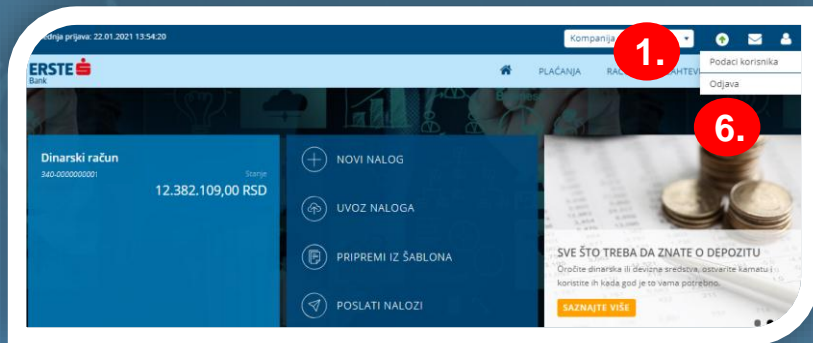 prijava: 22.01.2021 13:54:20
Kompanija
1.
ERSTE
Bank
PLAĆANJA
Podaci korisnika
Odjava
6.
Dinarski račun
340-0000000001
Stanje
12.382.109,00 RSD
NOVI NALOG
UVOZ NALOGA
PRIPREMI IZ ŠABLONA
POSLATI NALOZI
SVE ŠTO TREBA DA ZNATE O DEPOZITU
Oročite dinarska ili devizna sredstva, ostvarite kamatu i
koristite ih kada god je to vama potrebno.
SAZNAJTE VIŠE